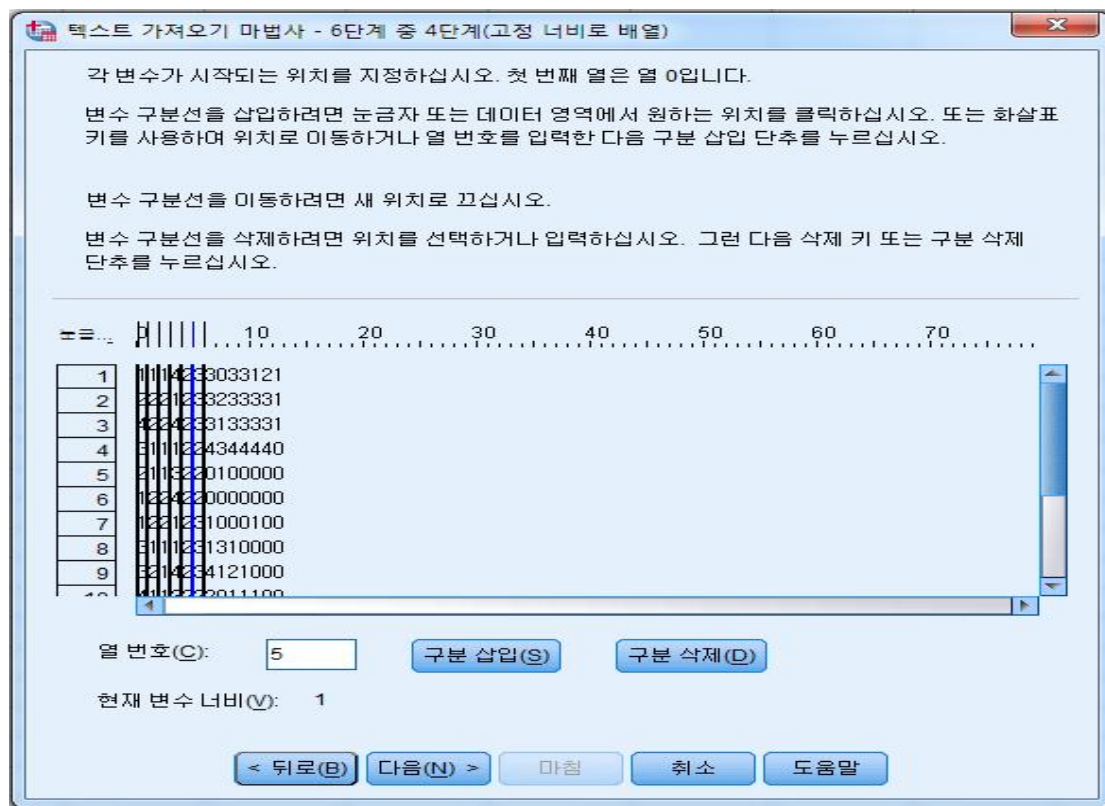 텍스트 가져오기 마법사 - 6단계 중 4단계(고정 너비로 배열)
각 변수가 시작되는 위치를 지정하십시오. 첫 번째 열은 열 0입니다.
변수 구분선을 삽입하려면 눈금자 또는 데이터 영역에서 원하는 위치를 클릭하십시오. 또는 화살표
키를 사용하며 위치로 이동하거나 열 번호를 입력한 다음 구분 삽입 단추를 누르십시오.
변수 구분선을 이동하려면 새 위치로 끄십시오.
변수 구분선을 삭제하려면 위치를 선택하거나 입력하십시오. 그런 다음 삭제 키 또는 구분 삭제
단추를 누르십시오.
0 10 20 30 40 50 60 70
1 1114233033121
2 2221233233331
3 4224233133331
4 3111224344440
5 2113220100000
6 1224220000000
7 1221231000100
8 3111231310000
9 3214234121000
열 번호(C): 5 구분 삽입(S) 구분 삭제(D)
현재 변수 너비(V): 1
< 뒤로(B) 다음(N) > 마침 취소 도움말